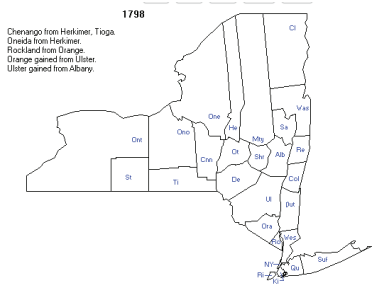 1798
Chenango from Herkimer, Tioga.
Oneida from Herkimer.
Rockland from Orange.
Orange gained from Ulster.
Ulster gained from Albany.
Cl
Was
One
Ono
Ont
He
Mtg
Sa
Ot
Shr
Alb
Re
Cnn
St
Ti
De
Col
Ul
Dut
Ora
Roc
Wes
NY
Ri
Ki
Qu
Suf